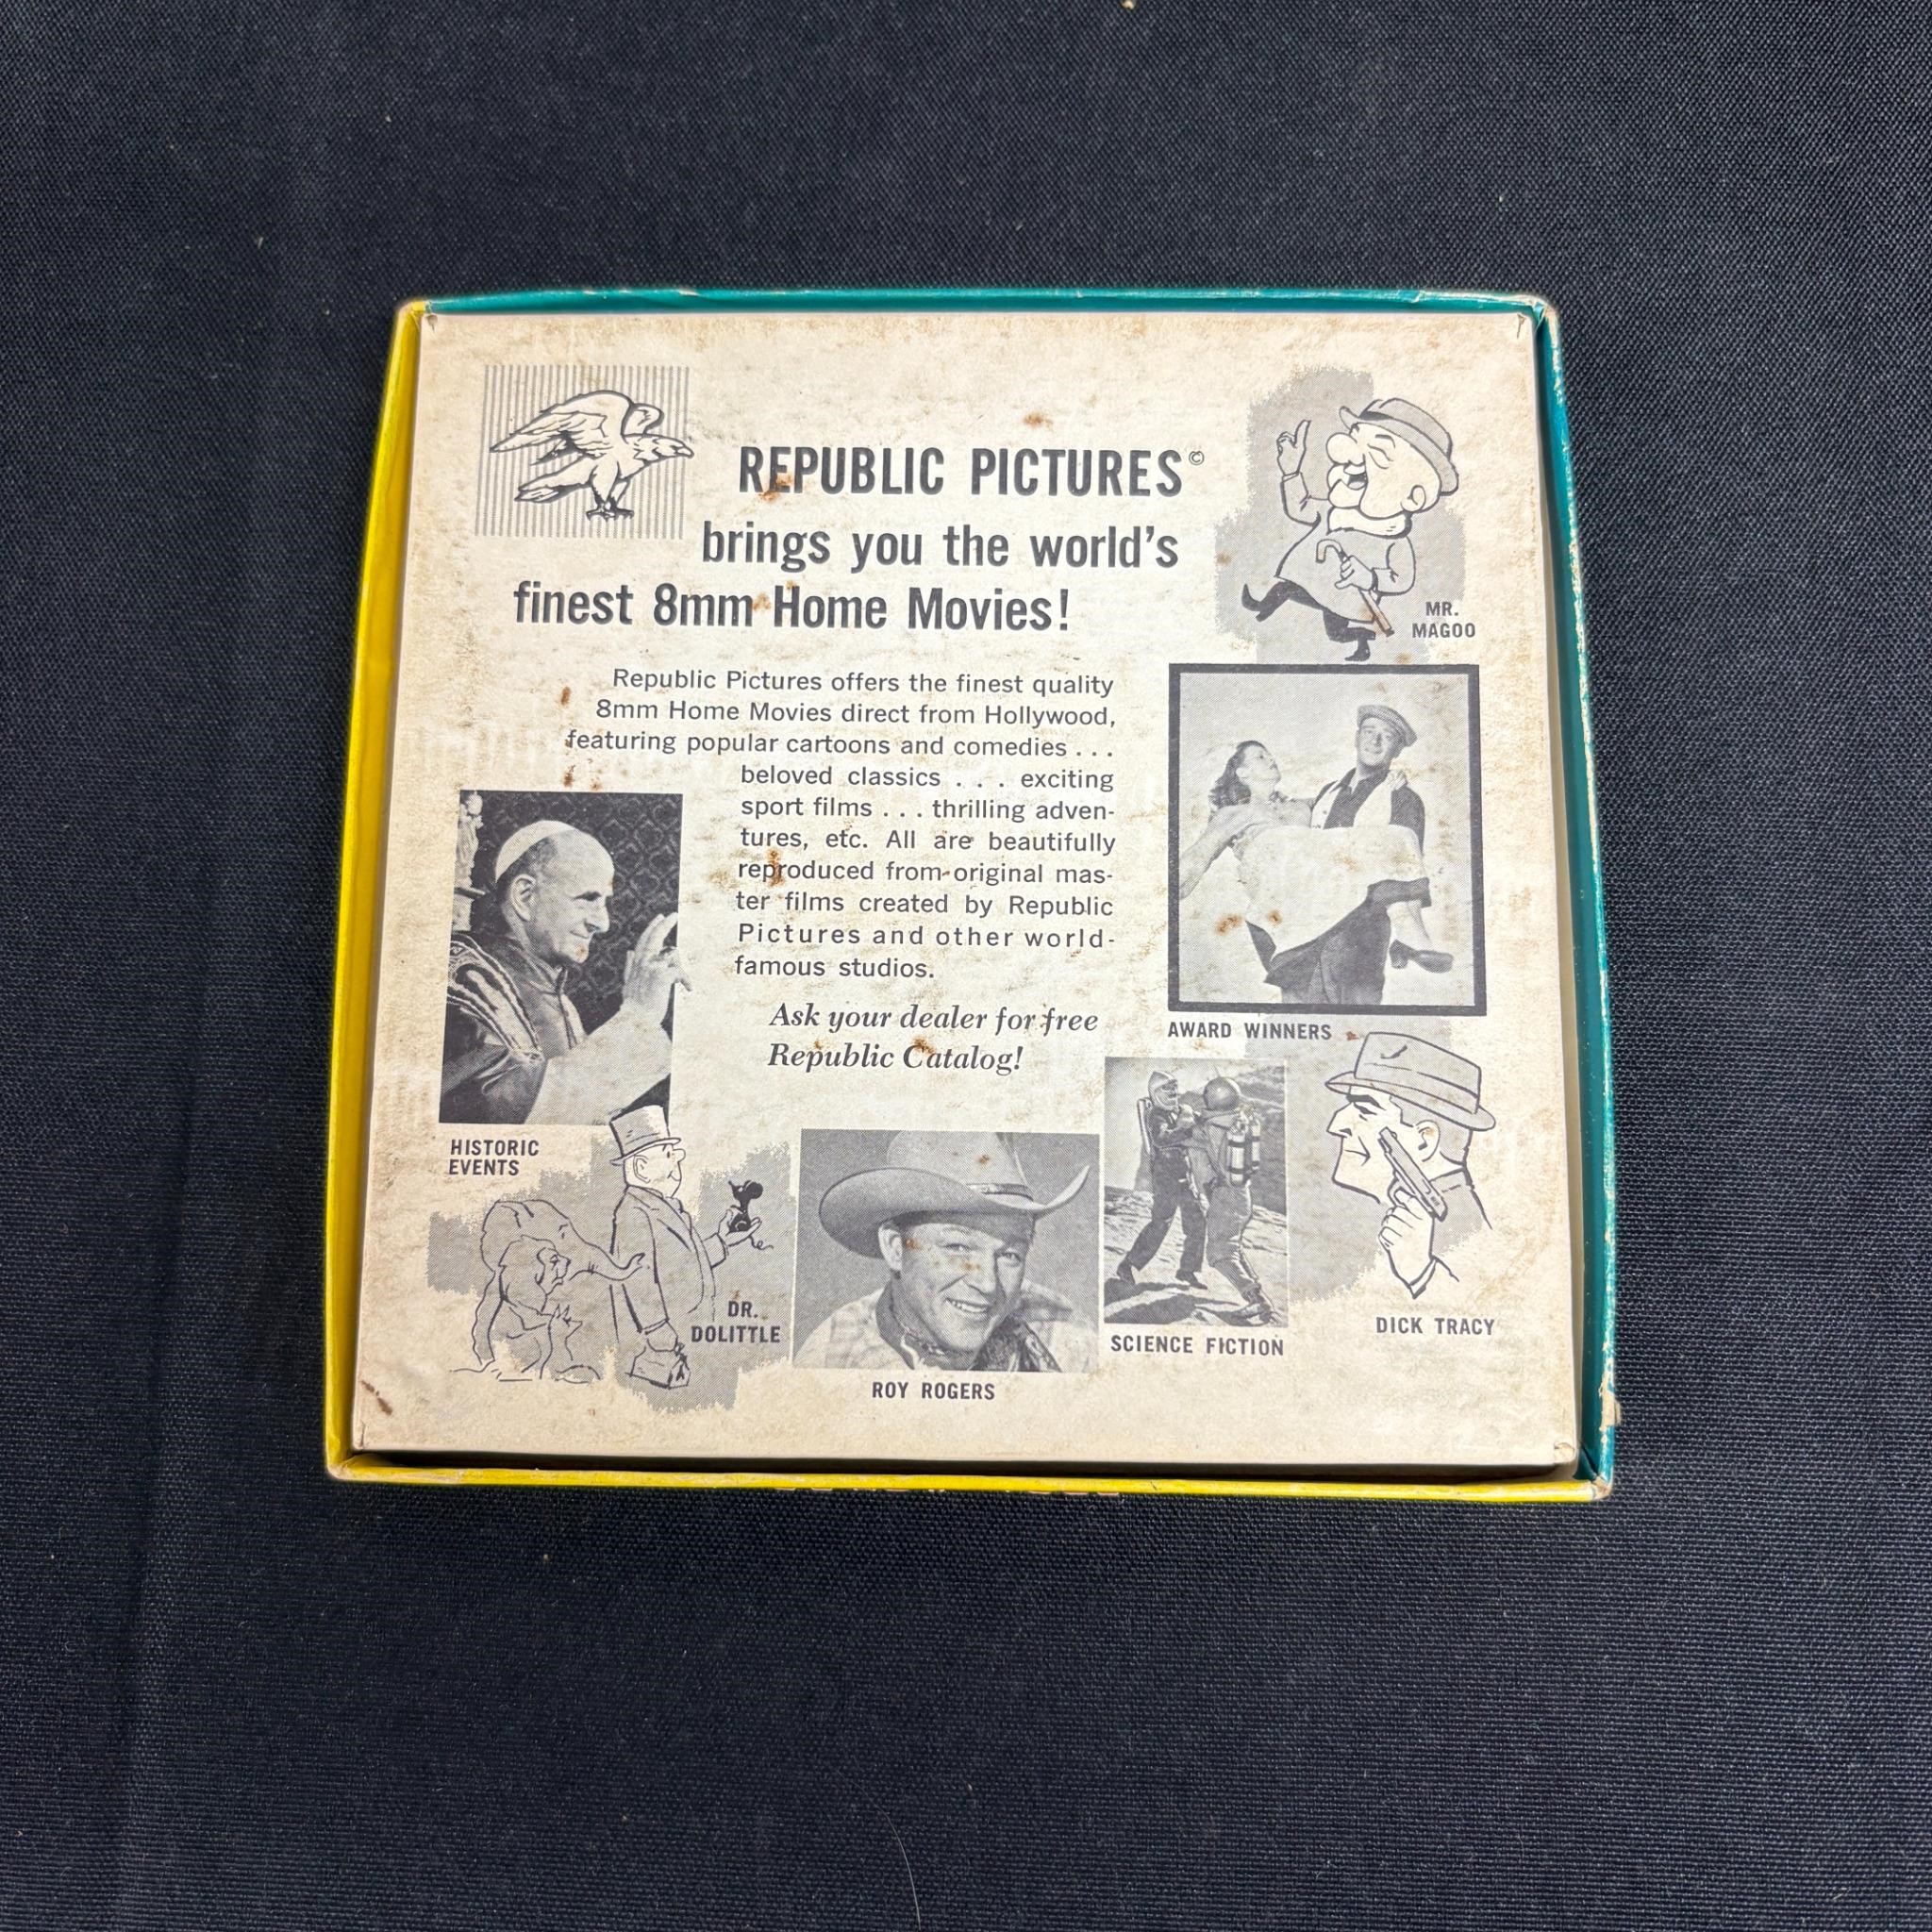 REPUBLIC PICTURES©
brings you the world's
finest 8mm Home Movies!
MR.
MAGOO
Republic Pictures offers the finest quality
8mm Home Movies direct from Hollywood,
featuring popular cartoons and comedies . . .
beloved classics . . . exciting
sport films . . . thrilling adven-
tures, etc. All are beautifully
reproduced from original mas-
ter films created by Republic
Pictures and other world-
famous studios.
Ask your dealer for free
Republic Catalog!
AWARD WINNERS
HISTORIC
EVENTS
DR.
DOLITTLE
ROY ROGERS
SCIENCE FICTION
DICK TRACY